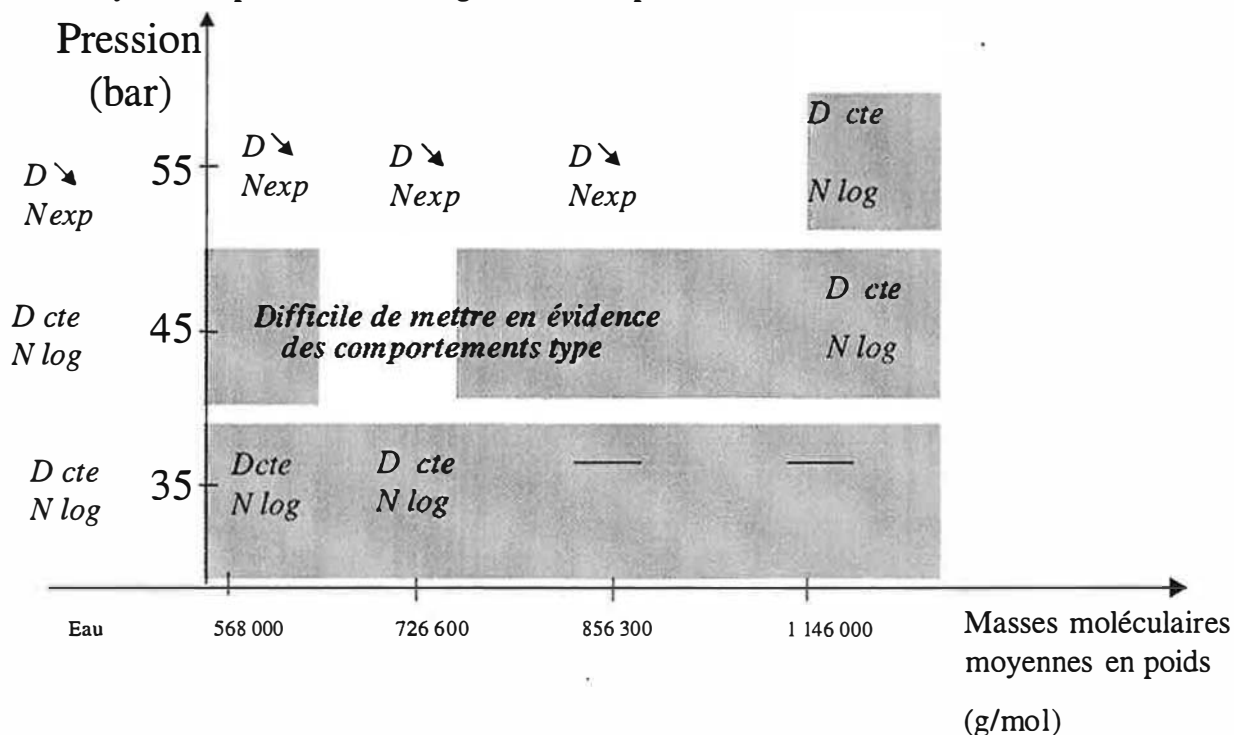 Pression
(bar)
D cte
N log
D ↘
Nexp
D ↘
Nexp
D ↘
Nexp
D ↘
Nexp
55
D cte
N log
45
Difficile de mettre en évidence
des comportements type
D cte
N log
D cte
N log
35
Dcte
N log
D cte
N log
Eau
568 000
726 600
856 300
1 146 000
Masses moléculaires
moyennes en poids
(g/mol)